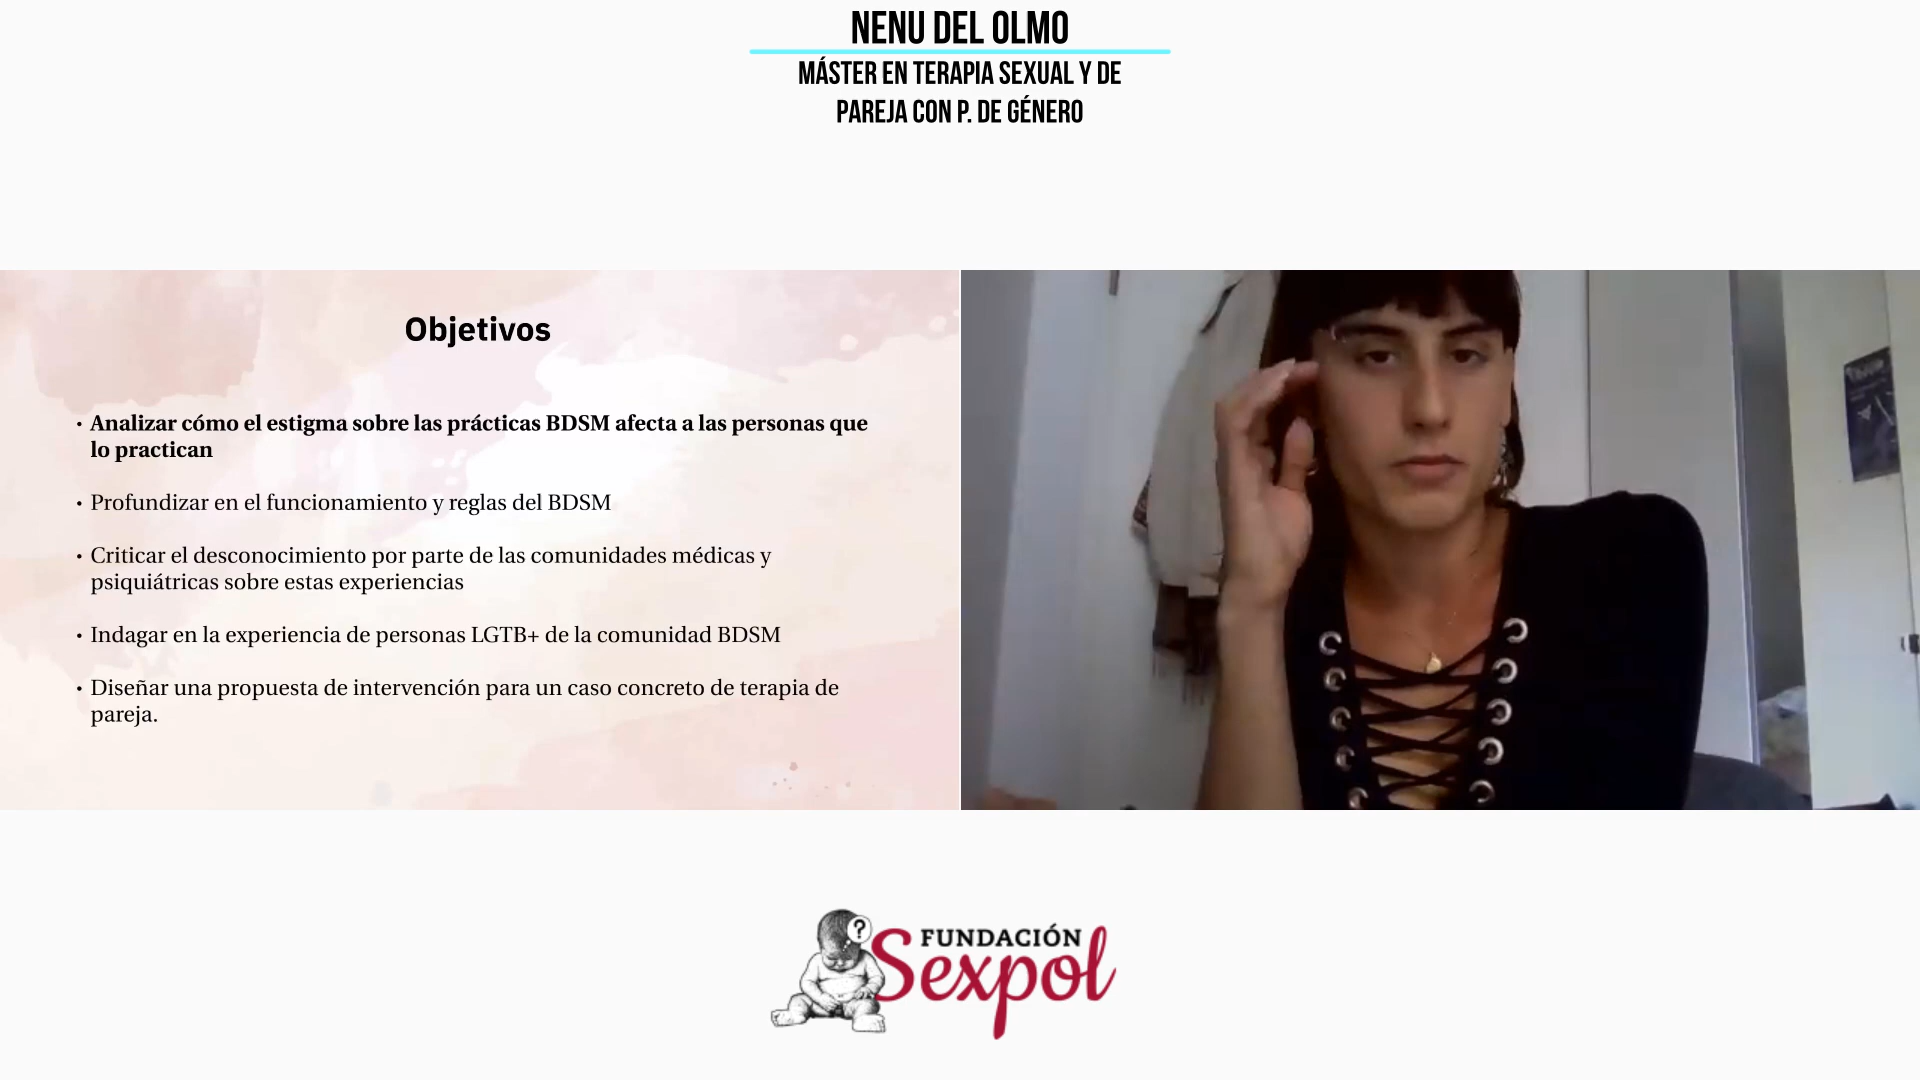 NENU DEL OLMO
MÁSTER EN TERAPIA SEXUAL Y DE
PAREJA CON P. DE GÉNERO
Objetivos
• Analizar cómo el estigma sobre las prácticas BDSM afecta a las personas que
lo practican
• Profundizar en el funcionamiento y reglas del BDSM
• Criticar el desconocimiento por parte de las comunidades médicas y
psiquiátricas sobre estas experiencias
• Indagar en la experiencia de personas LGTB+ de la comunidad BDSM
• Diseñar una propuesta de intervención para un caso concreto de terapia de
pareja.
?
FUNDACIÓN
Sexpol